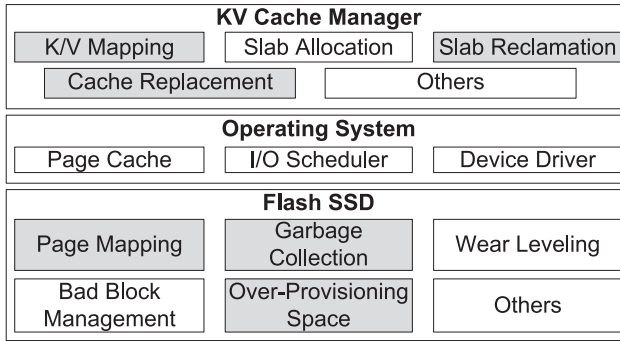 KV Cache Manager
K/V Mapping
Slab Allocation
Slab Reclamation
Cache Replacement
Others
Operating System
Page Cache
I/O Scheduler
Device Driver
Flash SSD
Page Mapping
Garbage
Collection
Wear Leveling
Bad Block
Management
Over-Provisioning
Space
Others